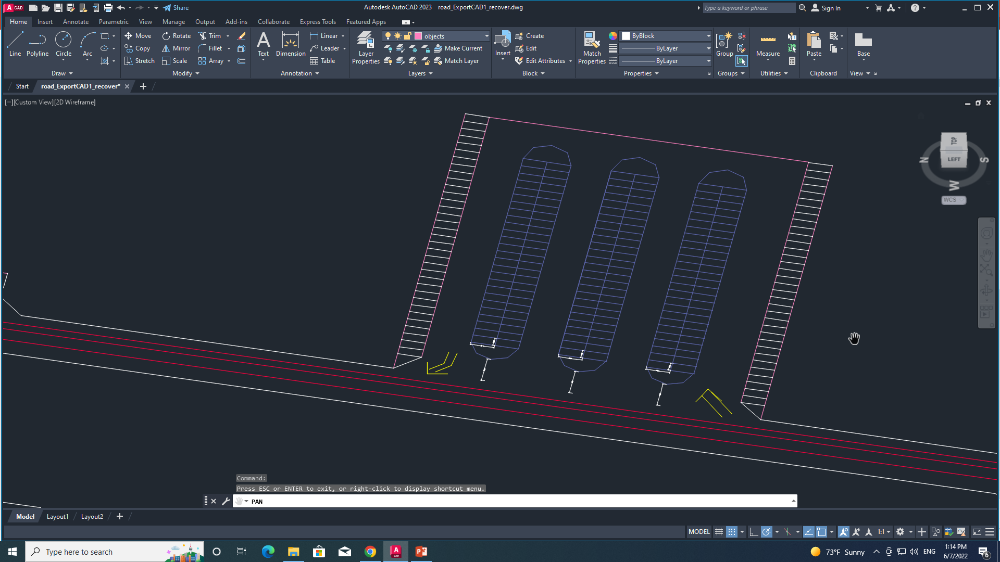 A CAD
Share
Autodesk AutoCAD 2023 road_ExportCAD1_recover.dwg
Type a keyword or phrase
Sign In
Home Insert Annotate Parametric View Manage Output Add-ins Collaborate Express Tools Featured Apps
Line Polyline Circle Arc
Move Rotate Trim
Copy Mirror Fillet
Stretch Scale Array
Text Dimension
Linear
Leader
Table
Layer Properties
objects
Make Current
Match Layer
Insert
Create
Edit
Edit Attributes
Match Properties
ByBlock
ByLayer
ByLayer
Group
Measure
Paste
Base
Draw Modify Annotation Layers Block Properties Groups Utilities Clipboard View
Start road_ExportCAD1_recover*
[−][Custom View][2D Wireframe]
TOP
LEFT
N
S
W
WCS
Command:
Press ESC or ENTER to exit, or right-click to display shortcut menu.
PAN
Model Layout1 Layout2
MODEL
1:1
Type here to search
A CAD
73°F Sunny
ENG
1:14 PM
6/7/2022
6